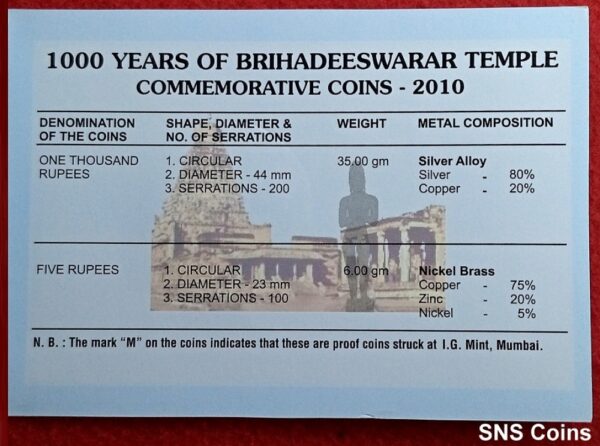 1000 YEARS OF BRIHADEESWARAR TEMPLE
COMMEMORATIVE COINS - 2010
DENOMINATION OF THE COINS SHAPE, DIAMETER & NO. OF SERRATIONS WEIGHT METAL COMPOSITION
ONE THOUSAND RUPEES 1. CIRCULAR 35.00 gm Silver Alloy
2. DIAMETER - 44 mm Silver - 80%
3. SERRATIONS - 200 Copper - 20%
FIVE RUPEES 1. CIRCULAR 6.00 gm Nickel Brass
2. DIAMETER - 23 mm Copper - 75%
3. SERRATIONS - 100 Zinc - 20%
Nickel - 5%
N. B. : The mark "M" on the coins indicates that these are proof coins struck at I.G. Mint, Mumbai.
SNS Coins